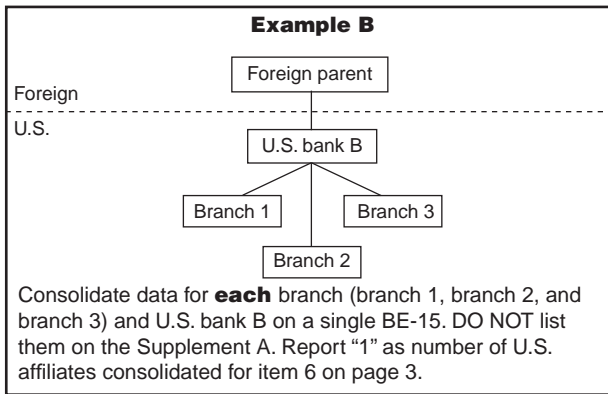 Example B
Foreign parent
Foreign
U.S.
U.S. bank B
Branch 1
Branch 3
Branch 2
Consolidate data for each branch (branch 1, branch 2, and
branch 3) and U.S. bank B on a single BE-15. DO NOT list
them on the Supplement A. Report “1” as number of U.S.
affiliates consolidated for item 6 on page 3.